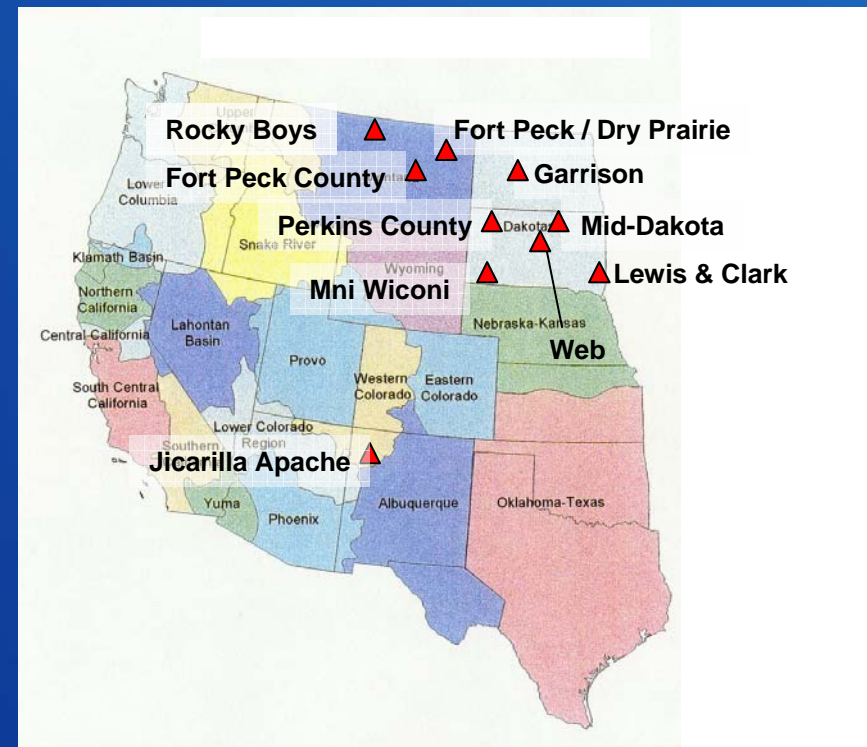 Upper
Rocky Boys
Fort Peck / Dry Prairie
Lower
Columbia
Fort Peck County
Garrison
Perkins County
Dakota
Mid-Dakota
Snake River
Klamath Basin
Wyoming
Mni Wiconi
Lewis & Clark
Northern
California
Nebraska-Kansas
Central California
Lahontan
Basin
Web
Provo
Western
Colorado
Eastern
Colorado
South Central
California
Lower Colorado
Region
Southern
Jicarilla Apache
Yuma
Phoenix
Albuquerque
Oklahoma-Texas